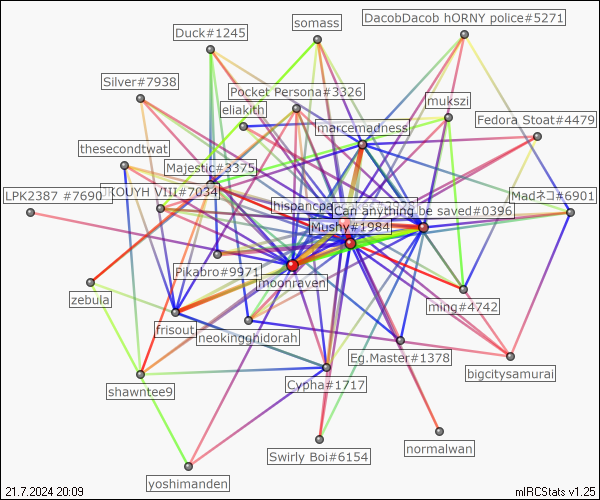 somass
DacobDacob hORNY police#5271
Duck#1245
Silver#7938
Pocket Persona#3326
eliakith
mukszi
Fedora Stoat#4479
marcemadness
thesecondtwat
Majestic#3375
LPK2387 #7690
VIII#7034
Madネコ#6901
Can anything be saved#0396
Mushy#1984
Pikabro#9971
moonraven
zebula
ming#4742
frisout
neokingghidorah
Eg.Master#1378
bigcitysamurai
Cypha#1717
shawntee9
normalwan
Swirly Boi#6154
yoshimanden
21.7.2024 20:09
mIRCStats v1.25